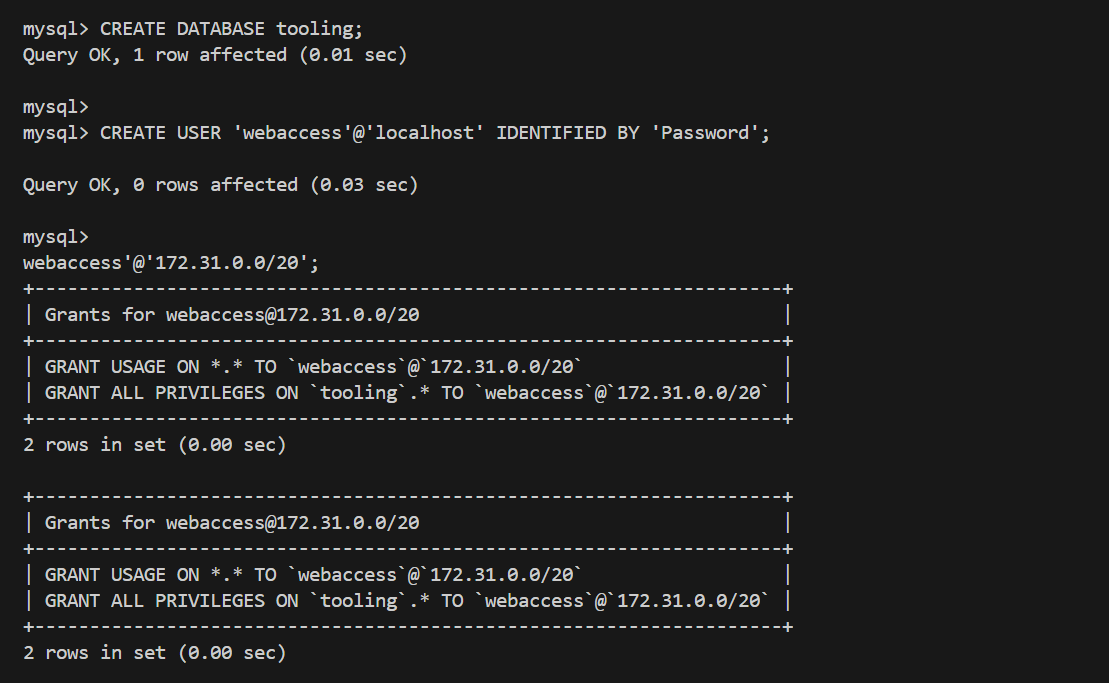 mysql> CREATE DATABASE tooling;
Query OK, 1 row affected (0.01 sec)
mysql>
mysql> CREATE USER 'webaccess'@'localhost' IDENTIFIED BY 'Password';
Query OK, 0 rows affected (0.03 sec)
mysql>
webaccess'@'172.31.0.0/20';
+--------------------------------------------------------------------+
| Grants for webaccess@172.31.0.0/20                                 |
+--------------------------------------------------------------------+
| GRANT USAGE ON *.* TO `webaccess`@`172.31.0.0/20`                  |
| GRANT ALL PRIVILEGES ON `tooling`.* TO `webaccess`@`172.31.0.0/20` |
+--------------------------------------------------------------------+
2 rows in set (0.00 sec)
+--------------------------------------------------------------------+
| Grants for webaccess@172.31.0.0/20                                 |
+--------------------------------------------------------------------+
| GRANT USAGE ON *.* TO `webaccess`@`172.31.0.0/20`                  |
| GRANT ALL PRIVILEGES ON `tooling`.* TO `webaccess`@`172.31.0.0/20` |
+--------------------------------------------------------------------+
2 rows in set (0.00 sec)